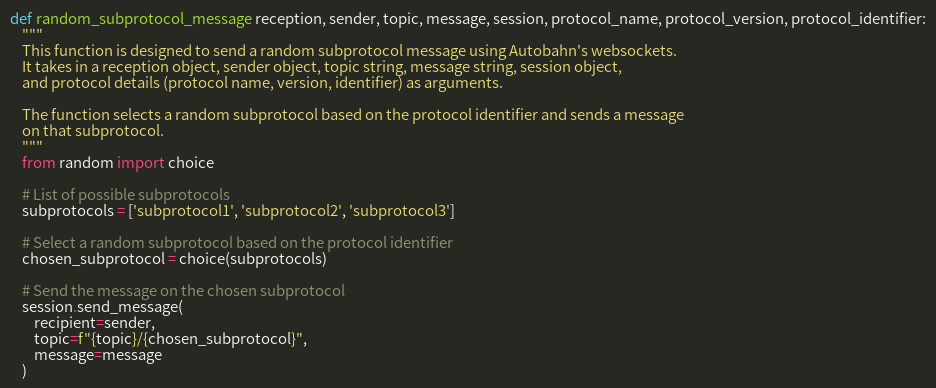 def random_subprotocol_message reception, sender, topic, message, session, protocol_name, protocol_version, protocol_identifier:
"""
This function is designed to send a random subprotocol message using Autobahn's websockets.
It takes in a reception object, sender object, topic string, message string, session object,
and protocol details (protocol name, version, identifier) as arguments.
The function selects a random subprotocol based on the protocol identifier and sends a message
on that subprotocol.
"""
from random import choice
# List of possible subprotocols
subprotocols = ['subprotocol1', 'subprotocol2', 'subprotocol3']
# Select a random subprotocol based on the protocol identifier
chosen_subprotocol = choice(subprotocols)
# Send the message on the chosen subprotocol
session.send_message(
recipient=sender,
topic=f"{topic}/{chosen_subprotocol}",
message=message
)